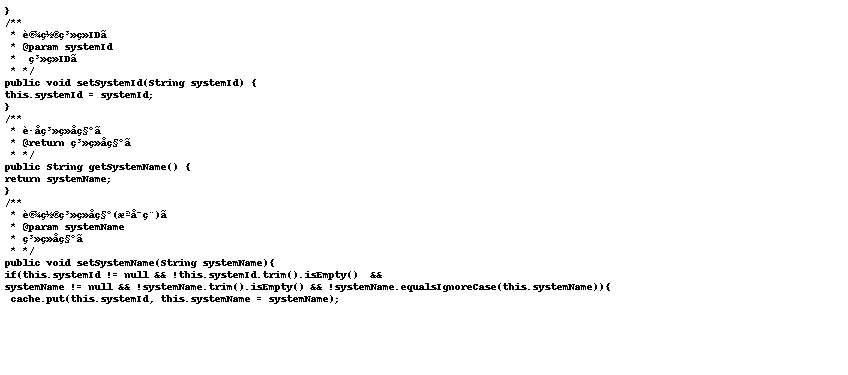 }
/**
 * è®¾ç½®ç³»ç»IDã
 * @param systemId
 *  ç³»ç»IDã
 * */
public void setSystemId(String systemId) {
this.systemId = systemId;
}
/**
 * è·åç³»ç»åç§°ã
 * @return ç³»ç»åç§°ã
 * */
public String getSystemName() {
return systemName;
}
/**
 * è®¾ç½®ç³»ç»åç§°(æªå¯ç¨)ã
 * @param systemName
 * ç³»ç»åç§°ã
 * */
public void setSystemName(String systemName){
if(this.systemId != null && !this.systemId.trim().isEmpty()  &&
systemName != null && !systemName.trim().isEmpty() && !systemName.equalsIgnoreCase(this.systemName)){
 cache.put(this.systemId, this.systemName = systemName);